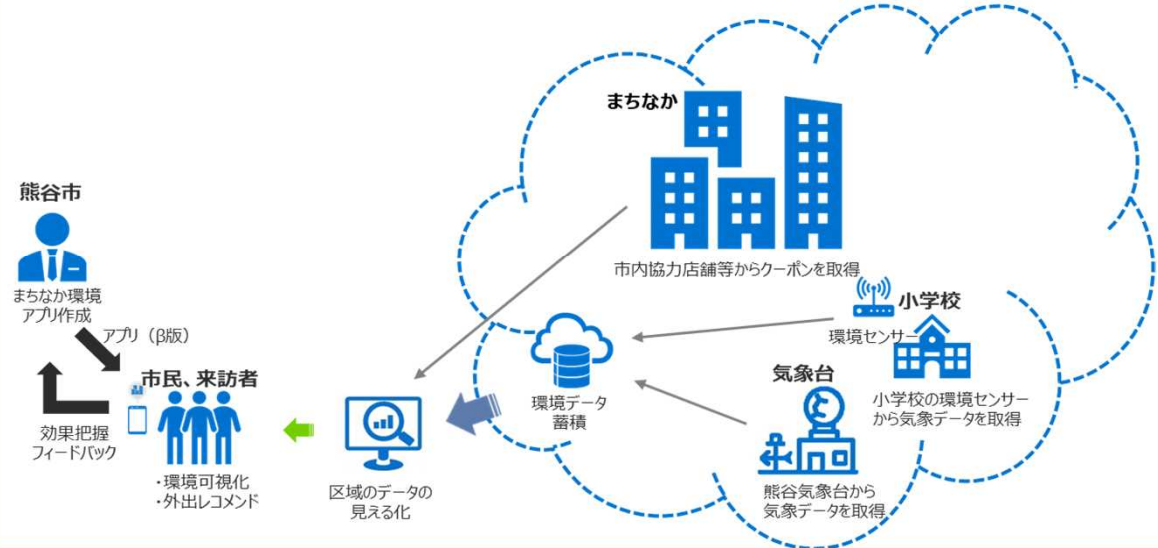 まちなか
市内協力店舗等からクーポンを取得
熊谷市
まちなか環境
アプリ作成
アプリ（β版）
市民、来訪者
効果把握
フィードバック
・環境可視化
・外出レコメンド
区域のデータの
見える化
環境データ
蓄積
小学校
環境センサー
小学校の環境センサー
から気象データを取得
気象台
熊谷気象台から
気象データを取得